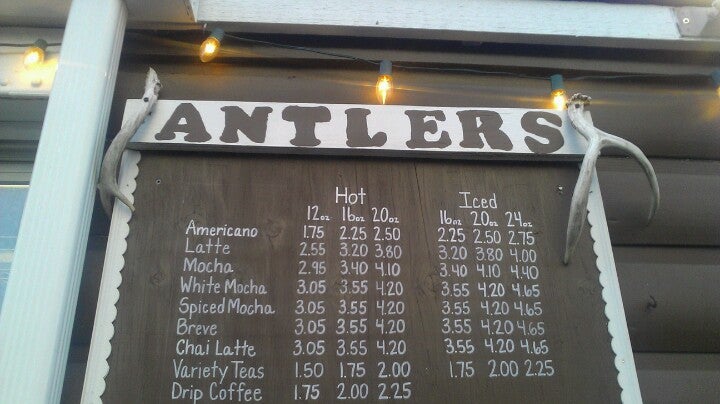 ANTLERS
Hot Iced
12oz 16oz 20oz 16oz 20oz 24oz
Americano 1.75 2.25 2.50 2.25 2.50 2.75
Latte 2.55 3.20 3.80 3.20 3.80 4.00
Mocha 2.95 3.40 4.10 3.40 4.10 4.40
White Mocha 3.05 3.55 4.20 3.55 4.20 4.65
Spiced Mocha 3.05 3.55 4.20 3.55 4.20 4.65
Breve 3.05 3.55 4.20 3.55 4.20 4.65
Chai Latte 3.05 3.55 4.20 3.55 4.20 4.65
Variety Teas 1.50 1.75 2.00 1.75 2.00 2.25
Drip Coffee 1.75 2.00 2.25